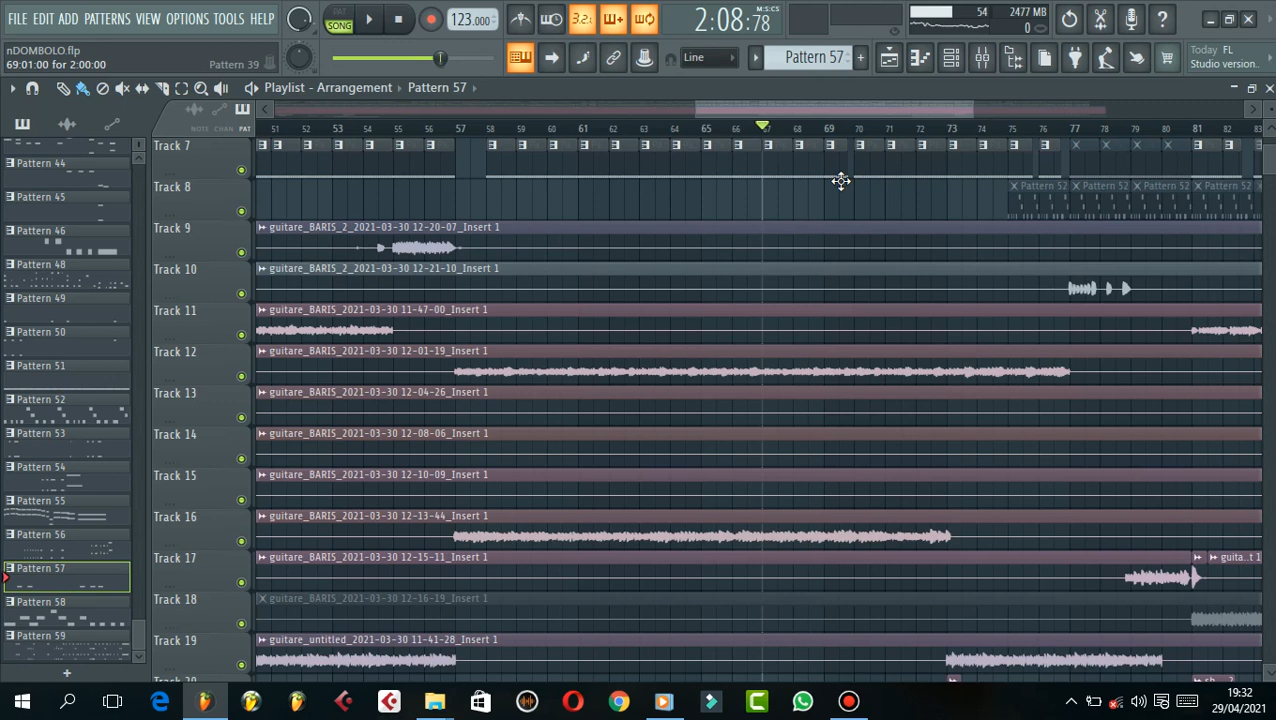 FILE EDIT ADD PATTERNS VIEW OPTIONS TOOLS HELP
nDOMBOLO.flp
69:01:00 for 2:00:00
Pattern 39
PAT
SONG
123.000
3.2
M:S:CS
2:08:78
54
2477 MB
0
Line
Pattern 57
Today FL
Studio version..
Playlist - Arrangement
Pattern 57
NOTE CHAN PAT
51 52 53 54 55 56 57 58 59 60 61 62 63 64 65 66 67 68 69 70 71 72 73 74 75 76 77 78 79 80 81 82 83
Pattern 44
Pattern 45
Pattern 46
Pattern 48
Pattern 49
Pattern 50
Pattern 51
Pattern 52
Pattern 53
Pattern 54
Pattern 55
Pattern 56
Pattern 57
Pattern 58
Pattern 59
Track 7
Track 8
Pattern 52 Pattern 52 Pattern 52 Pattern 52
Track 9
guitare_BARIS_2_2021-03-30 12-20-07_Insert 1
Track 10
guitare_BARIS_2_2021-03-30 12-21-10_Insert 1
Track 11
guitare_BARIS_2021-03-30 11-47-00_Insert 1
Track 12
guitare_BARIS_2021-03-30 12-01-19_Insert 1
Track 13
guitare_BARIS_2021-03-30 12-04-26_Insert 1
Track 14
guitare_BARIS_2021-03-30 12-08-06_Insert 1
Track 15
guitare_BARIS_2021-03-30 12-10-09_Insert 1
Track 16
guitare_BARIS_2021-03-30 12-13-44_Insert 1
Track 17
guitare_BARIS_2021-03-30 12-15-11_Insert 1
guita..t 1
Track 18
guitare_BARIS_2021-03-30 12-16-19_Insert 1
Track 19
guitare_untitled_2021-03-30 11-41-28_Insert 1
19:32
29/04/2021